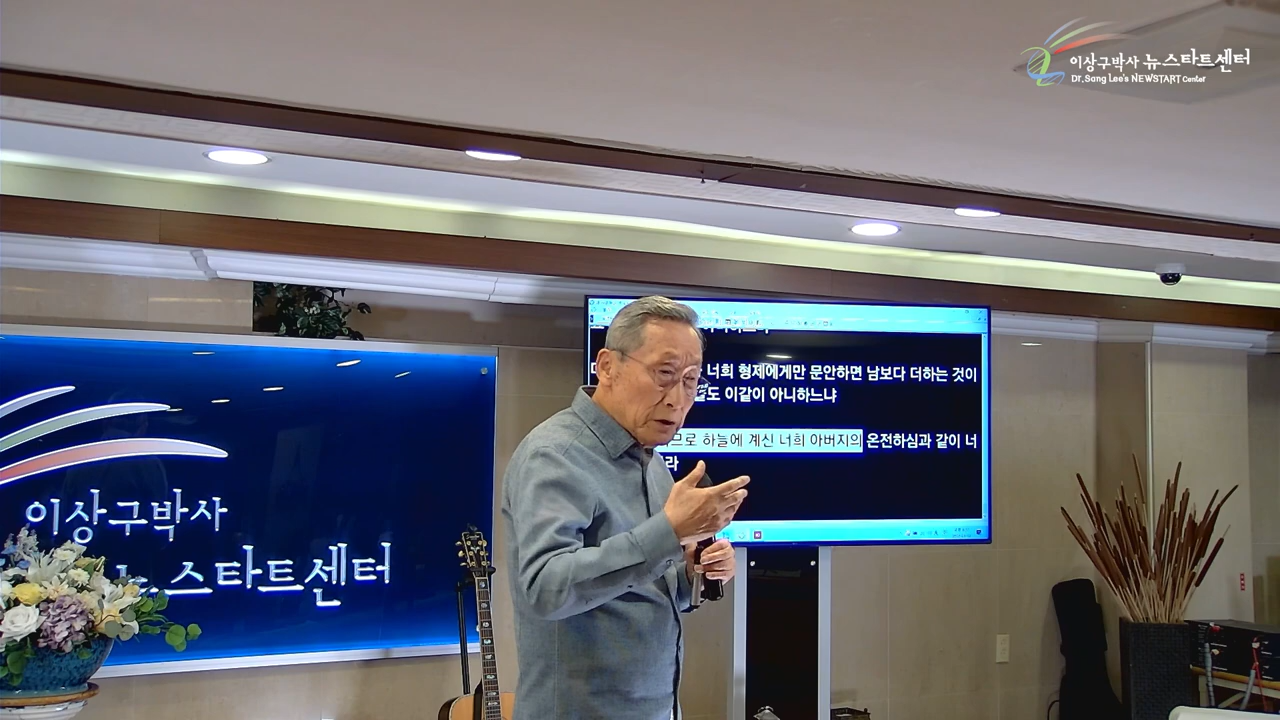 이상구박사 뉴스타트센터
Dr. Sang Lee's NEWSTART Center
너희 형제에게만 문안하면 남보다 더하는 것이
도 이같이 아니하느냐
므로 하늘에 계신 너희 아버지의 온전하심과 같이 너
라
이상구박사
뉴스타트센터